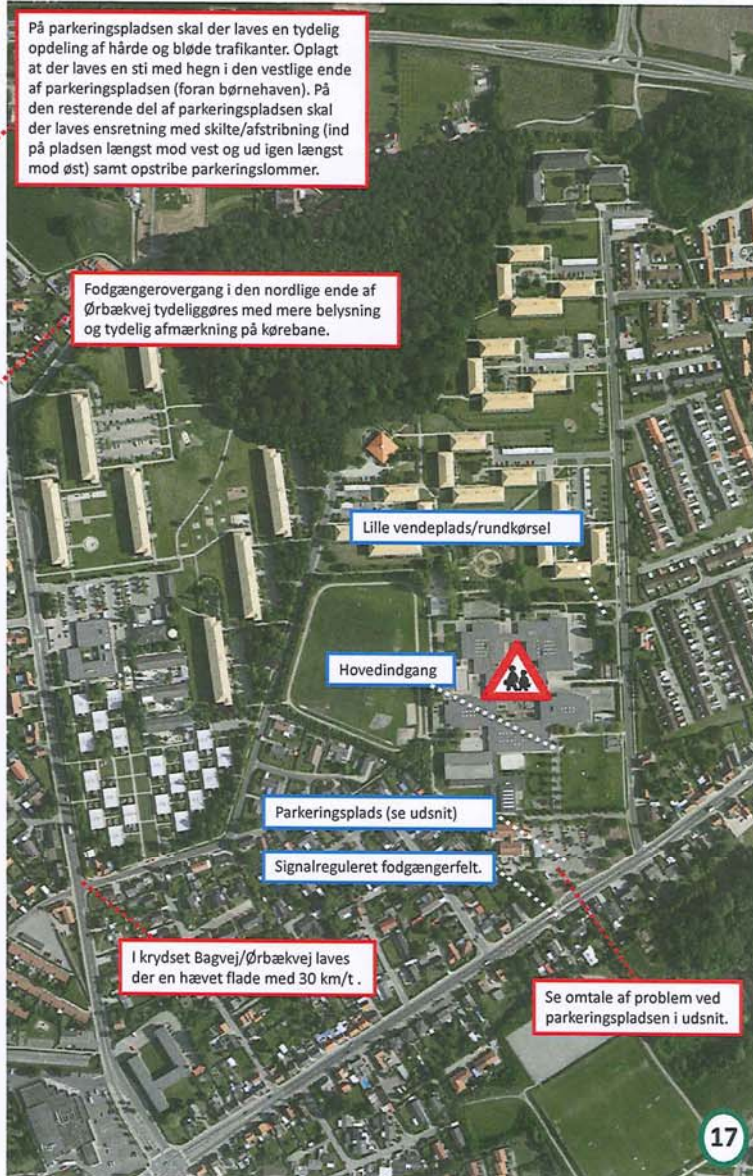 På parkeringspladsen skal der laves en tydelig
opdeling af hårde og bløde trafikanter. Oplagt
at der laves en sti med hegn i den vestlige ende
af parkeringspladsen (foran børnehaven). På
den resterende del af parkeringspladsen skal
der laves ensretning med skilte/afstribning (ind
på pladsen længst mod vest og ud igen længst
mod øst) samt opstribe parkeringslommer.
Fodgængerovergang i den nordlige ende af
Ørbækvej tydeliggøres med mere belysning
og tydelig afmærkning på kørebane.
Lille vendeplads/rundkørsel
Hovedindgang
Parkeringsplads (se udsnit)
Signalreguleret fodgængerfelt.
I krydset Bagvej/Ørbækvej laves
der en hævet flade med 30 km/t .
Se omtale af problem ved
parkeringspladsen i udsnit.
17